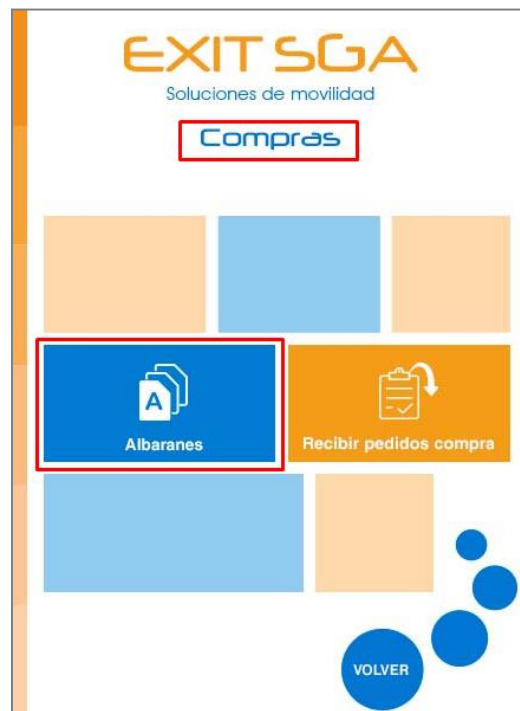 EXIT SGA
Soluciones de movilidad
Compras
A
Albaranes
Recibir pedidos compra
VOLVER